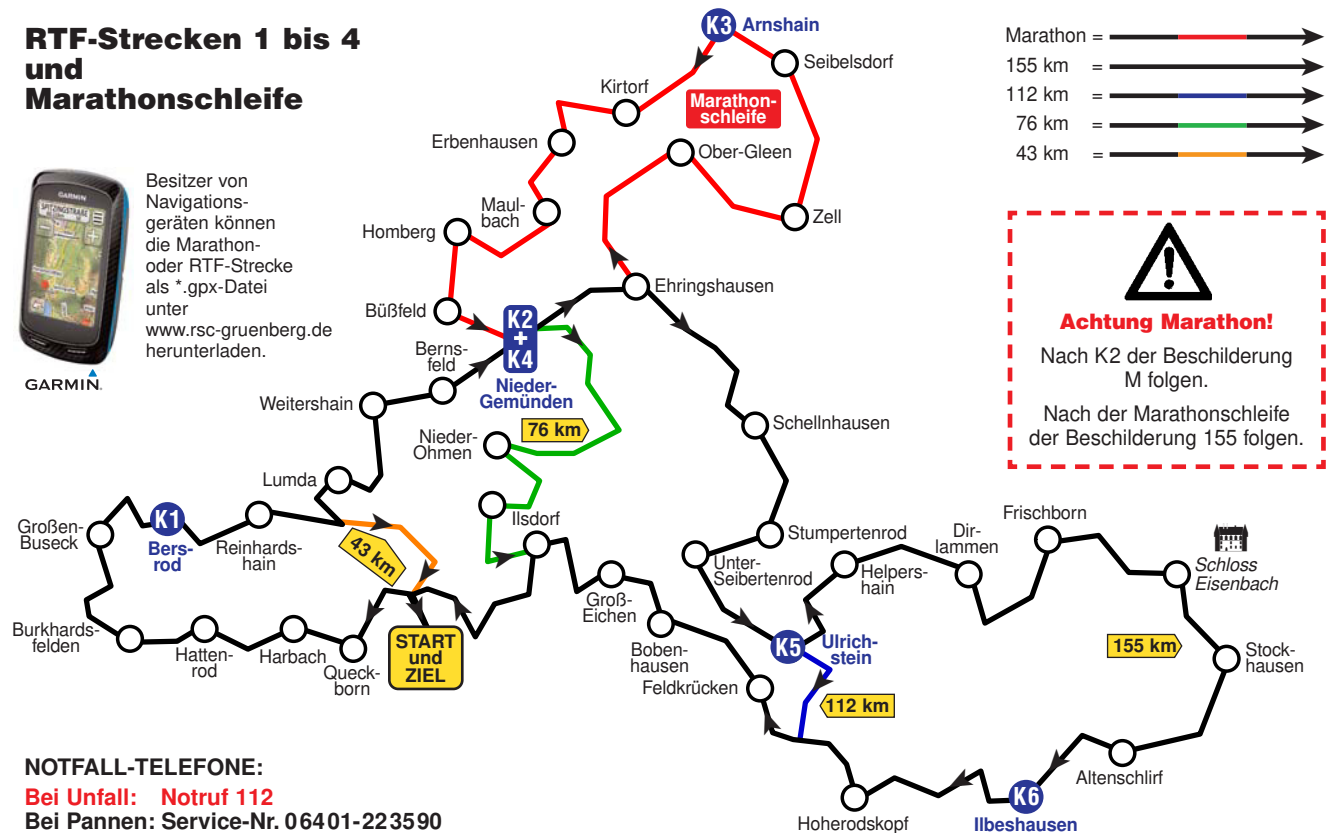 RTF-Strecken 1 bis 4
und
Marathonschleife
Besitzer von
Navigations-
geräten können
die Marathon-
oder RTF-Strecke
als *.gpx-Datei
unter
www.rsc-gruenberg.de
herunterladen.
GARMIN
SPITZINGSTRAßE
GARMIN.
K3 Arnshain
Seibelsdorf
Kirtorf
Marathon-
schleife
Erbenhausen
Ober-Gleen
Maul-
bach
Zell
Homberg
Ehringshausen
Büßfeld
K2
+
K4
Berns-
feld
Nieder-
Gemünden
Weitershain
76 km
Schellnhausen
Nieder-
Ohmen
Lumda
Ilsdorf
Großen-
Buseck
K1
Bers-
rod
Reinhards-
hain
43 km
Stumpertenrod
Unter-
Seibertenrod
Helpers-
hain
Dir-
lammen
Frischborn
Schloss
Eisenbach
Groß-
Eichen
Burkhards-
felden
Hatten-
rod
Harbach
Queck-
born
START
und
ZIEL
Boben-
hausen
Feldkrücken
K5
Ulrich-
stein
155 km
Stock-
hausen
112 km
Altenschlirf
Hoherodskopf
K6
Ilbeshausen
Marathon =
155 km =
112 km =
76 km =
43 km =
!
Achtung Marathon!
Nach K2 der Beschilderung
M folgen.
Nach der Marathonschleife
der Beschilderung 155 folgen.
NOTFALL-TELEFONE:
Bei Unfall: Notruf 112
Bei Pannen: Service-Nr. 06401-223590